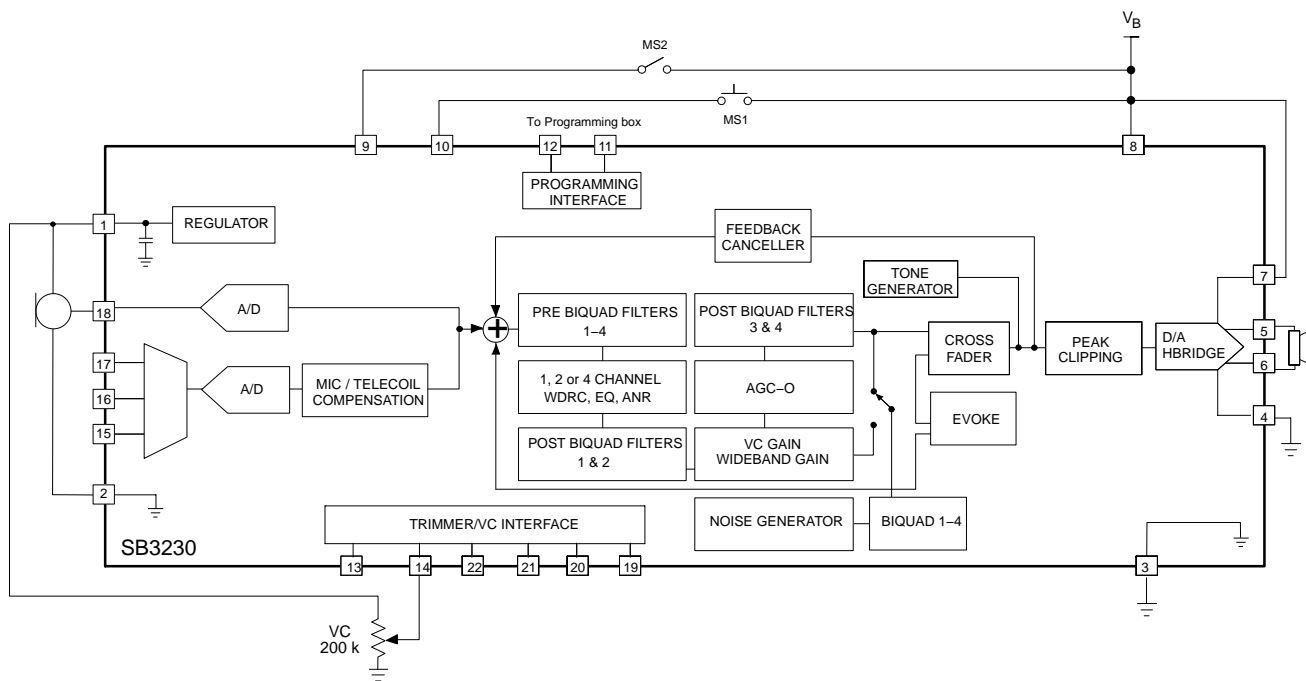 VB
MS2
MS1
To Programming box
9
10
12
11
8
PROGRAMMING
INTERFACE
1
REGULATOR
FEEDBACK
CANCELLER
TONE
GENERATOR
7
18
A/D
+
PRE BIQUAD FILTERS
1–4
POST BIQUAD FILTERS
3 & 4
CROSS
FADER
PEAK
CLIPPING
D/A
HBRIDGE
5
6
17
16
15
A/D
MIC / TELECOIL
COMPENSATION
1, 2 or 4 CHANNEL
WDRC, EQ, ANR
AGC–O
EVOKE
4
POST BIQUAD FILTERS
1 & 2
VC GAIN
WIDEBAND GAIN
2
TRIMMER/VC INTERFACE
NOISE GENERATOR
BIQUAD 1–4
SB3230
13
14
22
21
20
19
3
VC
200 k